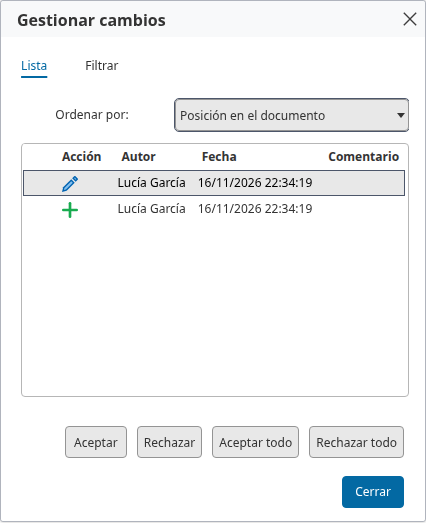 Gestionar cambios
Lista Filtrar
Ordenar por: Posición en el documento
Acción Autor Fecha Comentario
Lucía García 16/11/2026 22:34:19
Lucía García 16/11/2026 22:34:19
Aceptar Rechazar Aceptar todo Rechazar todo
Cerrar